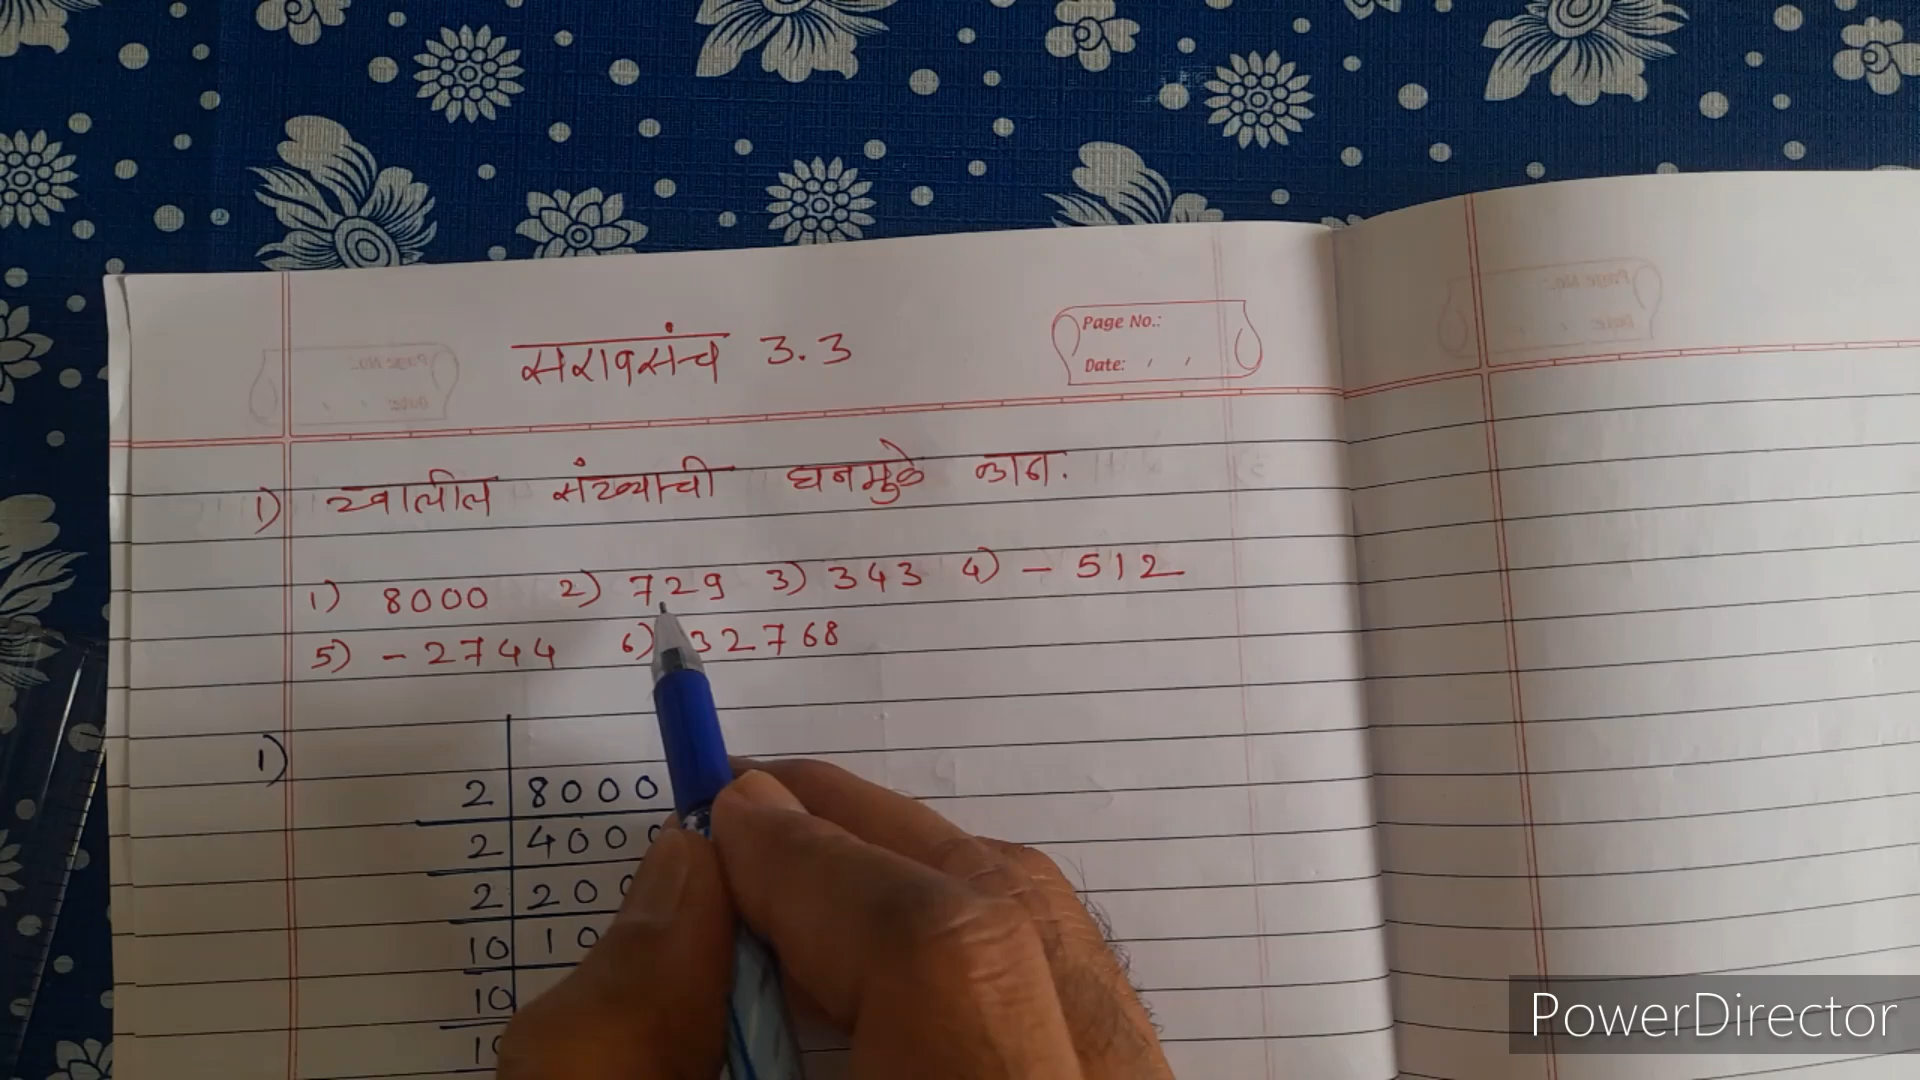 सरावसंच 3.3
Page No.:
Date: / /
1) खालील संख्याची घनमुळे काढा.
1) 8000 2) 729 3) 343 4) - 512
5) - 2744 6) 32768
1)
2 8000
2 4000
2 200
10 10
10
10
PowerDirector